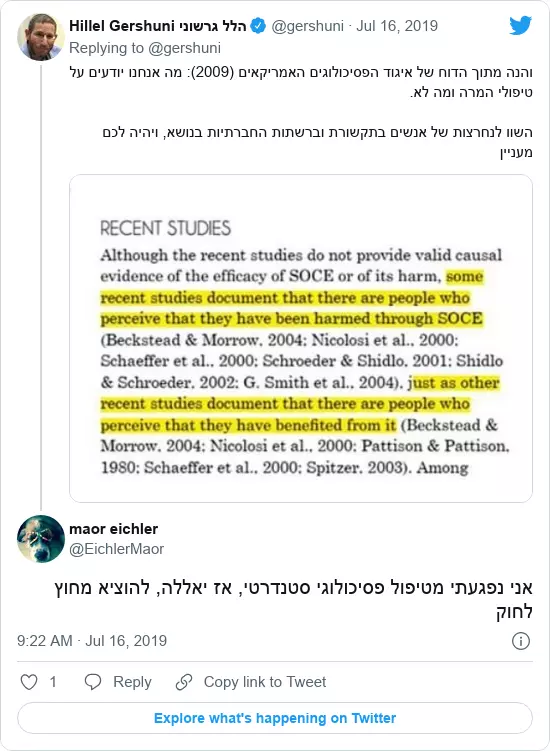 Hillel Gershuni הלל גרשוני @gershuni · Jul 16, 2019
Replying to @gershuni
והנה מתוך הדוח של איגוד הפסיכולוגים האמריקאים (2009): מה אנחנו יודעים על
טיפולי המרה ומה לא.
השוו לנחרצות של אנשים בתקשורת וברשתות החברתיות בנושא, ויהיה לכם
מעניין
RECENT STUDIES
Although the recent studies do not provide valid causal
evidence of the efficacy of SOCE or of its harm, some
recent studies document that there are people who
perceive that they have been harmed through SOCE
(Beckstead & Morrow, 2004; Nicolosi et al., 2000;
Schaeffer et al., 2000; Schroeder & Shidlo, 2001; Shidlo
& Schroeder, 2002; G. Smith et al., 2004), just as other
recent studies document that there are people who
perceive that they have benefited from it (Beckstead &
Morrow, 2004; Nicolosi et al., 2000; Pattison & Pattison,
1980; Schaeffer et al., 2000; Spitzer, 2003). Among
maor eichler
@EichlerMaor
אני נפגעתי מטיפול פסיכולוגי סטנדרטי, אז יאללה, להוציא מחוץ
לחוק
9:22 AM · Jul 16, 2019
1 Reply Copy link to Tweet
Explore what's happening on Twitter